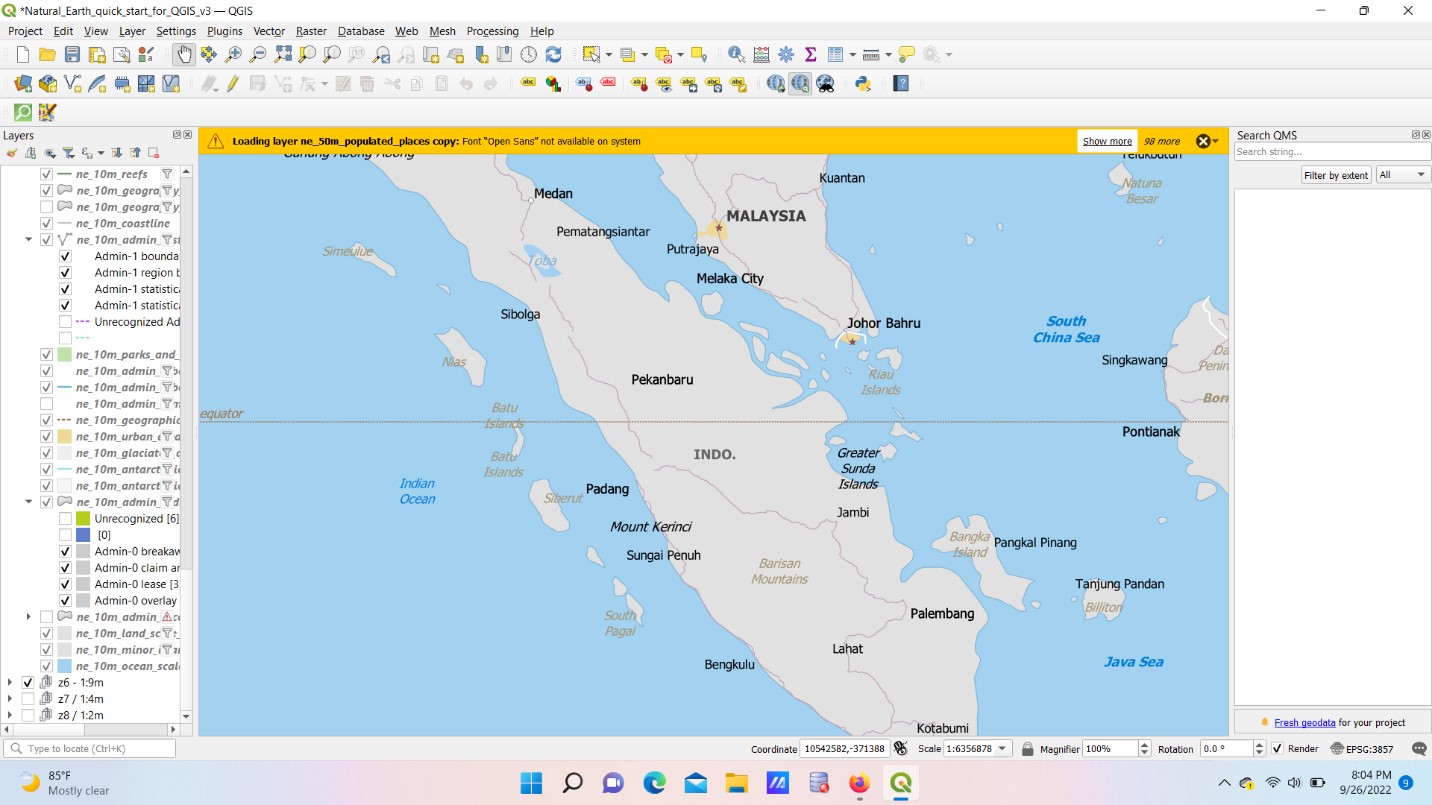 *Natural_Earth_quick_start_for_QGIS_v3 — QGIS
Project Edit View Layer Settings Plugins Vector Raster Database Web Mesh Processing Help
Layers
Loading layer ne_50m_populated_places copy: Font "Open Sans" not available on system
Show more 98 more
Search QMS
Search string...
Filter by extent All
ne_10m_reefs
ne_10m_geogra
ne_10m_geogra
ne_10m_coastline
ne_10m_admin_
Admin-1 bounda
Admin-1 region b
Admin-1 statistic
Admin-1 statistic
Unrecognized Ad
ne_10m_parks_and_
ne_10m_admin_
ne_10m_admin_
ne_10m_admin_
ne_10m_geographic
ne_10m_urban_
ne_10m_glaciat
ne_10m_antarct
ne_10m_antarct
ne_10m_admin_
Unrecognized [6]
[0]
Admin-0 breakaw
Admin-0 claim ar
Admin-0 lease [3
Admin-0 overlay
ne_10m_admin_
ne_10m_land_sc
ne_10m_minor_
ne_10m_ocean_scal
z6 - 1:9m
z7 / 1:4m
z8 / 1:2m
Medan
Kuantan
Natuna
Besar
MALAYSIA
Pematangsiantar
Putrajaya
Simeulue
Toba
Melaka City
Sibolga
Johor Bahru
South
China Sea
Nias
Singkawang
Pekanbaru
Riau
Islands
equator
Batu
Islands
Pontianak
INDO.
Batu
Islands
Greater
Sunda
Islands
Indian
Ocean
Padang
Siberut
Jambi
Mount Kerinci
Bangka
Island
Pangkal Pinang
Sungai Penuh
Barisan
Mountains
Tanjung Pandan
Billiton
South
Pagai
Palembang
Lahat
Bengkulu
Java Sea
Kotabumi
Fresh geodata for your project
Type to locate (Ctrl+K)
Coordinate 10542582,-371388 Scale 1:6356878 Magnifier 100% Rotation 0.0 ° Render EPSG:3857
85°F
Mostly clear
8:04 PM
9/26/2022
9